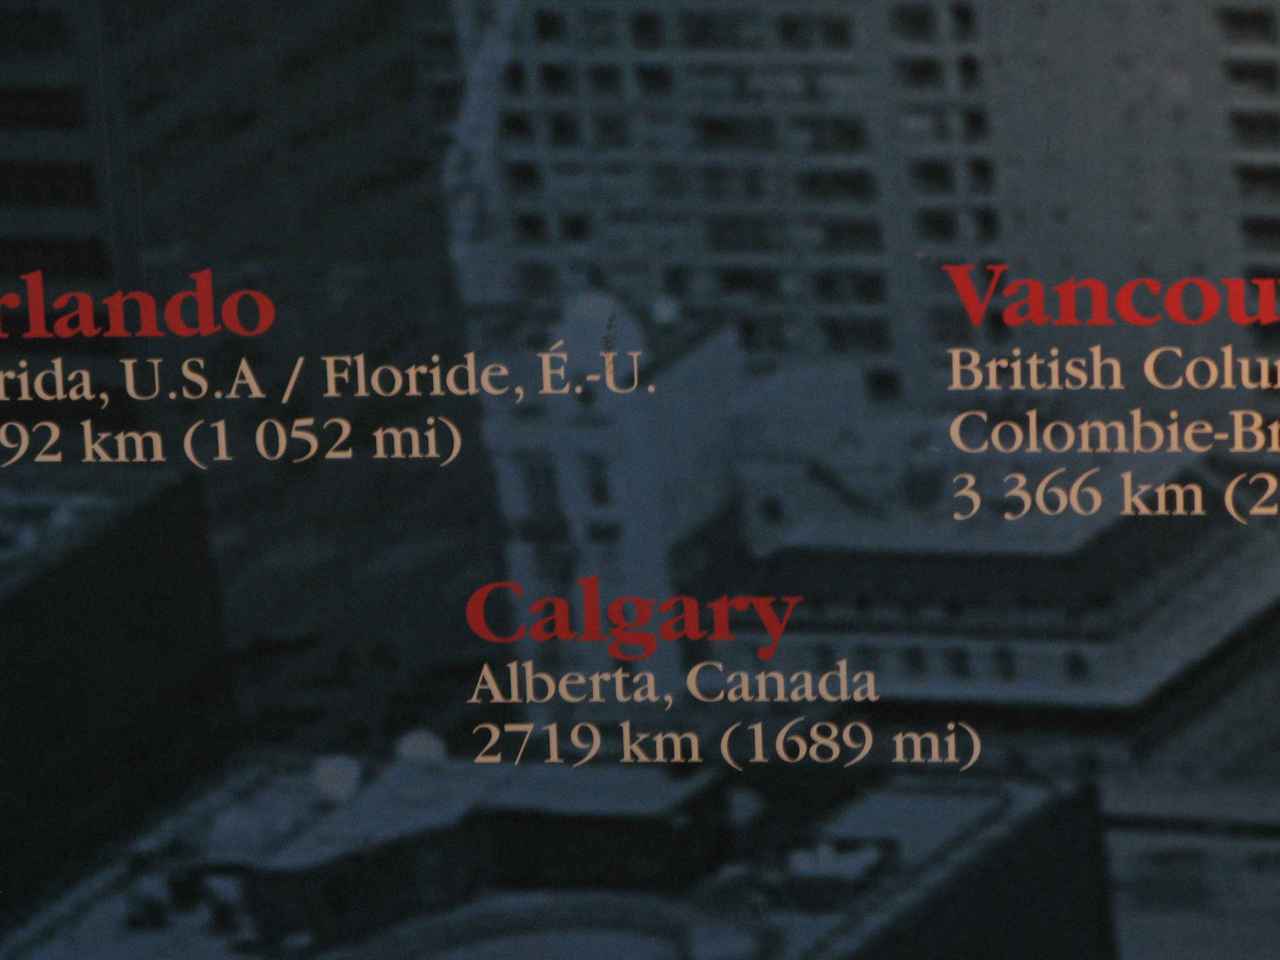 rlando
rida, U.S.A / Floride, É.-U.
92 km (1 052 mi)
Vancou
British Colu
Colombie-Br
3 366 km (2
Calgary
Alberta, Canada
2719 km (1689 mi)